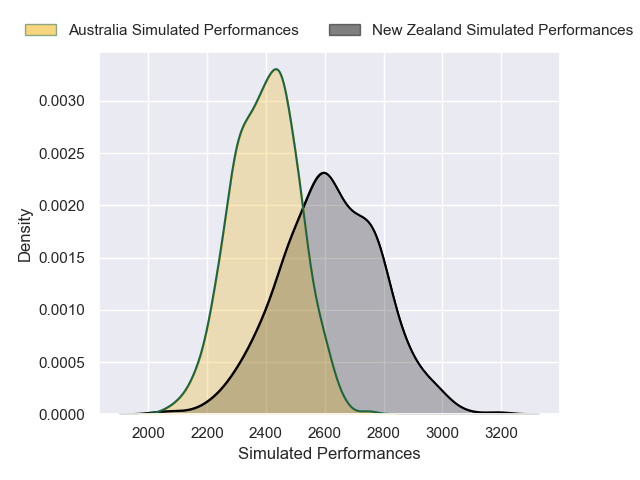 Australia Simulated Performances
New Zealand Simulated Performances
0.0030
0.0025
0.0020
0.0015
0.0010
0.0005
0.0000
Density
2000 2200 2400 2600 2800 3000 3200
Simulated Performances